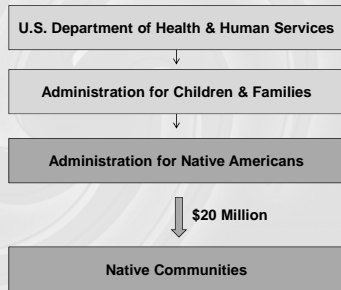 U.S. Department of Health & Human Services
Administration for Children & Families
Administration for Native Americans
$20 Million
Native Communities